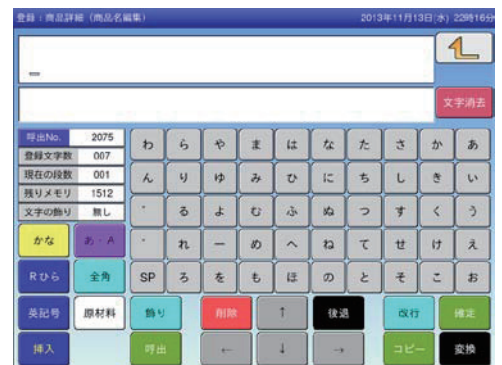 登録：商品詳細（商品名編集） 2013年11月13日(水) 22時16分
文字消去
呼出No. 2075
登録文字数 007
現在の段数 001
残りメモリ 1512
文字の飾り 無し
わ ら や ま は な た さ か あ
ん り ゆ み ひ に ち し き い
゛ る よ む ふ ぬ つ す く う
゜ れ ー め へ ね て せ け え
SP ろ を も ほ の と そ こ お
かな あ・A
Rひら 全角
英記号 原材料 飾り 削除 ↑ 後退 改行 確定
挿入 呼出 ← ↓ → コピー 変換